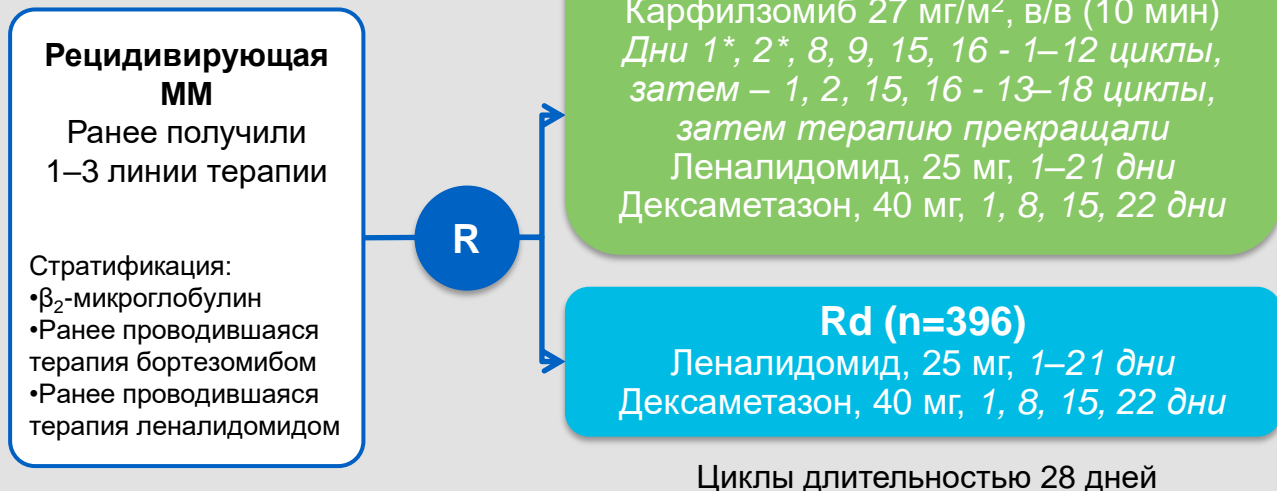 Рецидивирующая
ММ
Ранее получили
1–3 линии терапии
Стратификация:
•β₂-микроглобулин
•Ранее проводившаяся
терапия бортезомибом
•Ранее проводившаяся
терапия леналидомидом
R
Карфилзомиб 27 мг/м², в/в (10 мин)
Дни 1*, 2*, 8, 9, 15, 16 - 1–12 циклы,
затем – 1, 2, 15, 16 - 13–18 циклы,
затем терапию прекращали
Леналидомид, 25 мг, 1–21 дни
Дексаметазон, 40 мг, 1, 8, 15, 22 дни
Rd (n=396)
Леналидомид, 25 мг, 1–21 дни
Дексаметазон, 40 мг, 1, 8, 15, 22 дни
Циклы длительностью 28 дней